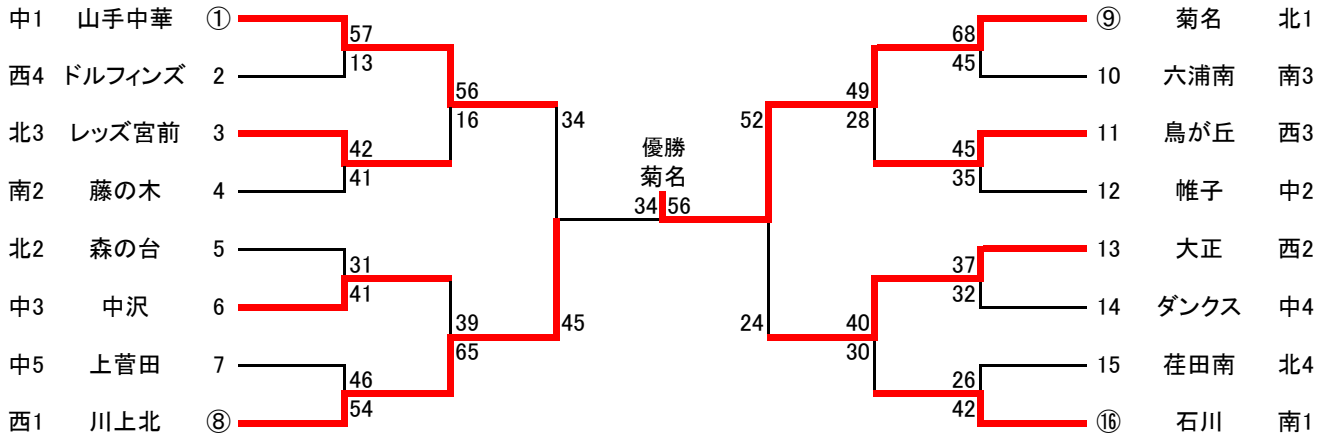 中1 山手中華 ① ⑨ 菊名 北1
57 68
西4 ドルフィンズ 2 13 45 10 六浦南 南3
56 49
北3 レッズ宮前 3 16 34 52 28 11 鳥が丘 西3
42 優勝 45
41 菊名 35
南2 藤の木 4 12 帷子 中2
34 56
北2 森の台 5 13 大正 西2
31 37
中3 中沢 6 41 32 14 ダンクス 中4
39 45 24 40
中5 上菅田 7 65 30 15 荏田南 北4
46 26
54 42
西1 川上北 ⑧ ⑯ 石川 南1